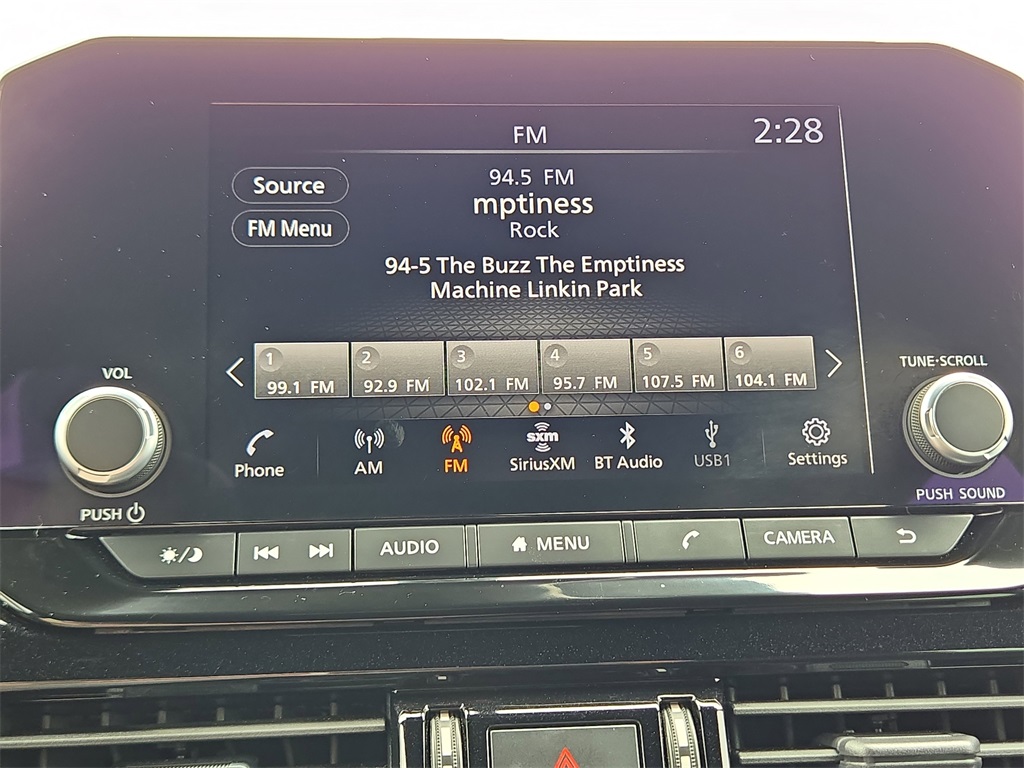 FM
2:28
94.5 FM
Source
mptiness
FM Menu
Rock
94-5 The Buzz The Emptiness
Machine Linkin Park
1
99.1 FM
2
92.9 FM
3
102.1 FM
4
95.7 FM
5
107.5 FM
6
104.1 FM
VOL
TUNE·SCROLL
Phone
AM
FM
sxm
SiriusXM
BT Audio
USB1
Settings
PUSH
PUSH SOUND
AUDIO
MENU
CAMERA